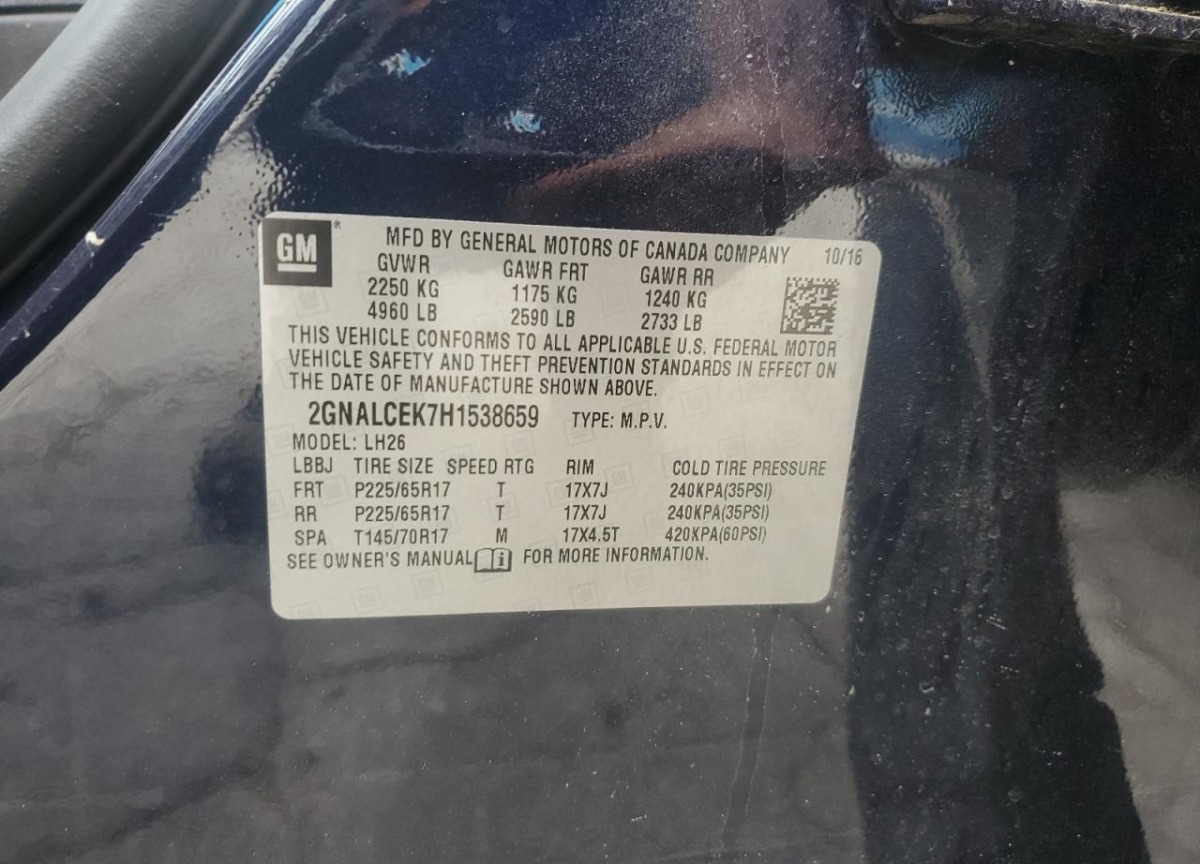 GM ®
MFD BY GENERAL MOTORS OF CANADA COMPANY 10/16
GVWR GAWR FRT GAWR RR
2250 KG 1175 KG 1240 KG
4960 LB 2590 LB 2733 LB
THIS VEHICLE CONFORMS TO ALL APPLICABLE U.S. FEDERAL MOTOR
VEHICLE SAFETY AND THEFT PREVENTION STANDARDS IN EFFECT ON
THE DATE OF MANUFACTURE SHOWN ABOVE.
2GNALCEK7H1538659 TYPE: M.P.V.
MODEL: LH26
LBBJ TIRE SIZE SPEED RTG RIM COLD TIRE PRESSURE
FRT P225/65R17 T 17X7J 240KPA(35PSI)
RR P225/65R17 T 17X7J 240KPA(35PSI)
SPA T145/70R17 M 17X4.5T 420KPA(60PSI)
SEE OWNER'S MANUAL i FOR MORE INFORMATION.